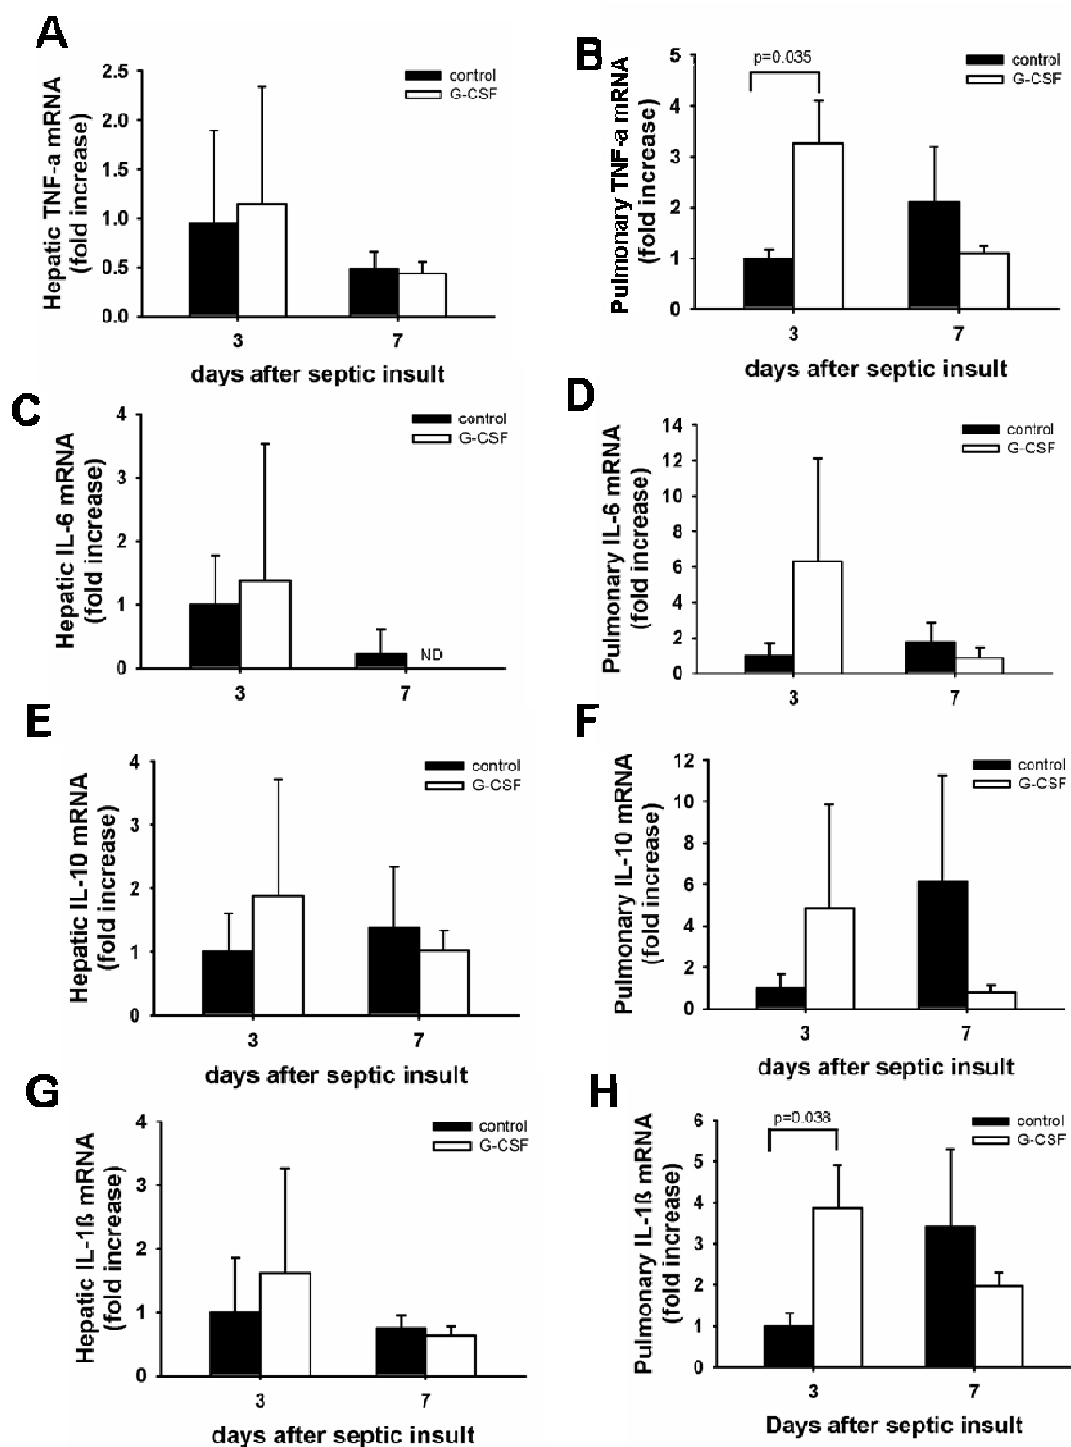 A
Hepatic TNF-a mRNA
(fold increase)
2.5
2.0
1.5
1.0
0.5
0.0
control
G-CSF
3
7
days after septic insult
B
Pulmonary TNF-a mRNA
(fold increase)
5
4
3
2
1
0
p=0.035
control
G-CSF
3
7
days after septic insult
C
Hepatic IL-6 mRNA
(fold increase)
4
3
2
1
0
control
G-CSF
ND
3
7
D
Pulmonary IL-6 mRNA
(fold increase)
14
12
10
8
6
4
2
0
control
G-CSF
3
7
E
Hepatic IL-10 mRNA
(fold increase)
4
3
2
1
0
control
G-CSF
3
7
days after septic insult
F
Pulmonary IL-10 mRNA
(fold increase)
12
10
8
6
4
2
0
control
G-CSF
3
7
days after septic insult
G
Hepatic IL-1ß mRNA
(fold increase)
4
3
2
1
0
control
G-CSF
3
7
days after septic insult
H
Pulmonary IL-1ß mRNA
(fold increase)
6
5
4
3
2
1
0
p=0.038
control
G-CSF
3
7
Days after septic insult